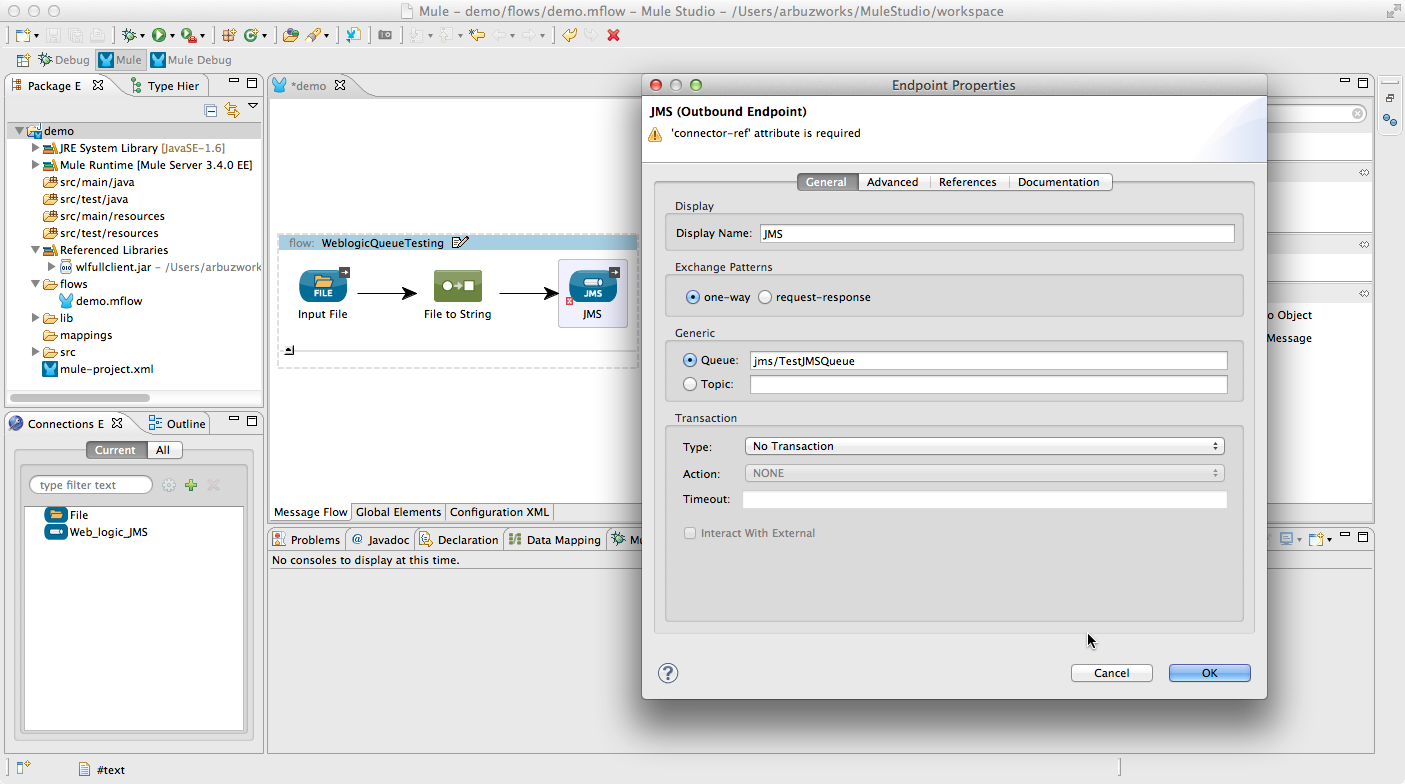 Mule – demo/flows/demo.mflow – Mule Studio – /Users/arbuzworks/MuleStudio/workspace
Debug Mule Mule Debug
Package E Type Hier
demo
JRE System Library [JavaSE-1.6]
Mule Runtime [Mule Server 3.4.0 EE]
src/main/java
src/test/java
src/main/resources
src/test/resources
Referenced Libraries
wlfullclient.jar – /Users/arbuzwork
flows
demo.mflow
lib
mappings
src
mule-project.xml
Connections E Outline
Current All
type filter text
File
Web_logic_JMS
*demo
flow: WeblogicQueueTesting
FILE
JMS
Input File
File to String
JMS
Message Flow Global Elements Configuration XML
Problems @ Javadoc Declaration Data Mapping Mu
No consoles to display at this time.
Endpoint Properties
JMS (Outbound Endpoint)
'connector-ref' attribute is required
General Advanced References Documentation
Display
Display Name: JMS
Exchange Patterns
one-way request-response
Generic
Queue: jms/TestJMSQueue
Topic:
Transaction
Type: No Transaction
Action: NONE
Timeout:
Interact With External
? Cancel OK
o Object
Message
#text